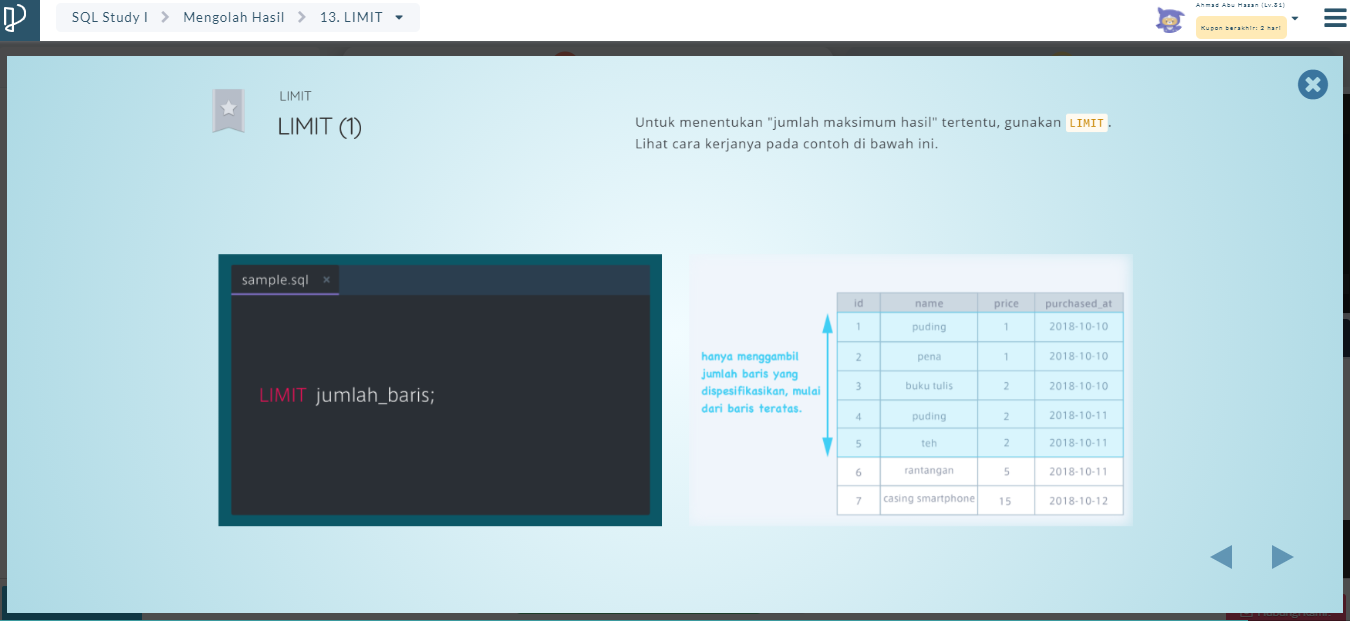 SQL Study I
Mengolah Hasil
13. LIMIT
Ahmad Abu Hasan (Lv.81)
Kupon berakhir: 2 hari
LIMIT
LIMIT (1)
Untuk menentukan "jumlah maksimum hasil" tertentu, gunakan LIMIT.
Lihat cara kerjanya pada contoh di bawah ini.
sample.sql ×
LIMIT jumlah_baris;
hanya menggambil
jumlah baris yang
dispesifikasikan, mulai
dari baris teratas.
id name price purchased_at
1 puding 1 2018-10-10
2 pena 1 2018-10-10
3 buku tulis 2 2018-10-10
4 puding 2 2018-10-11
5 teh 2 2018-10-11
6 rantangan 5 2018-10-11
7 casing smartphone 15 2018-10-12